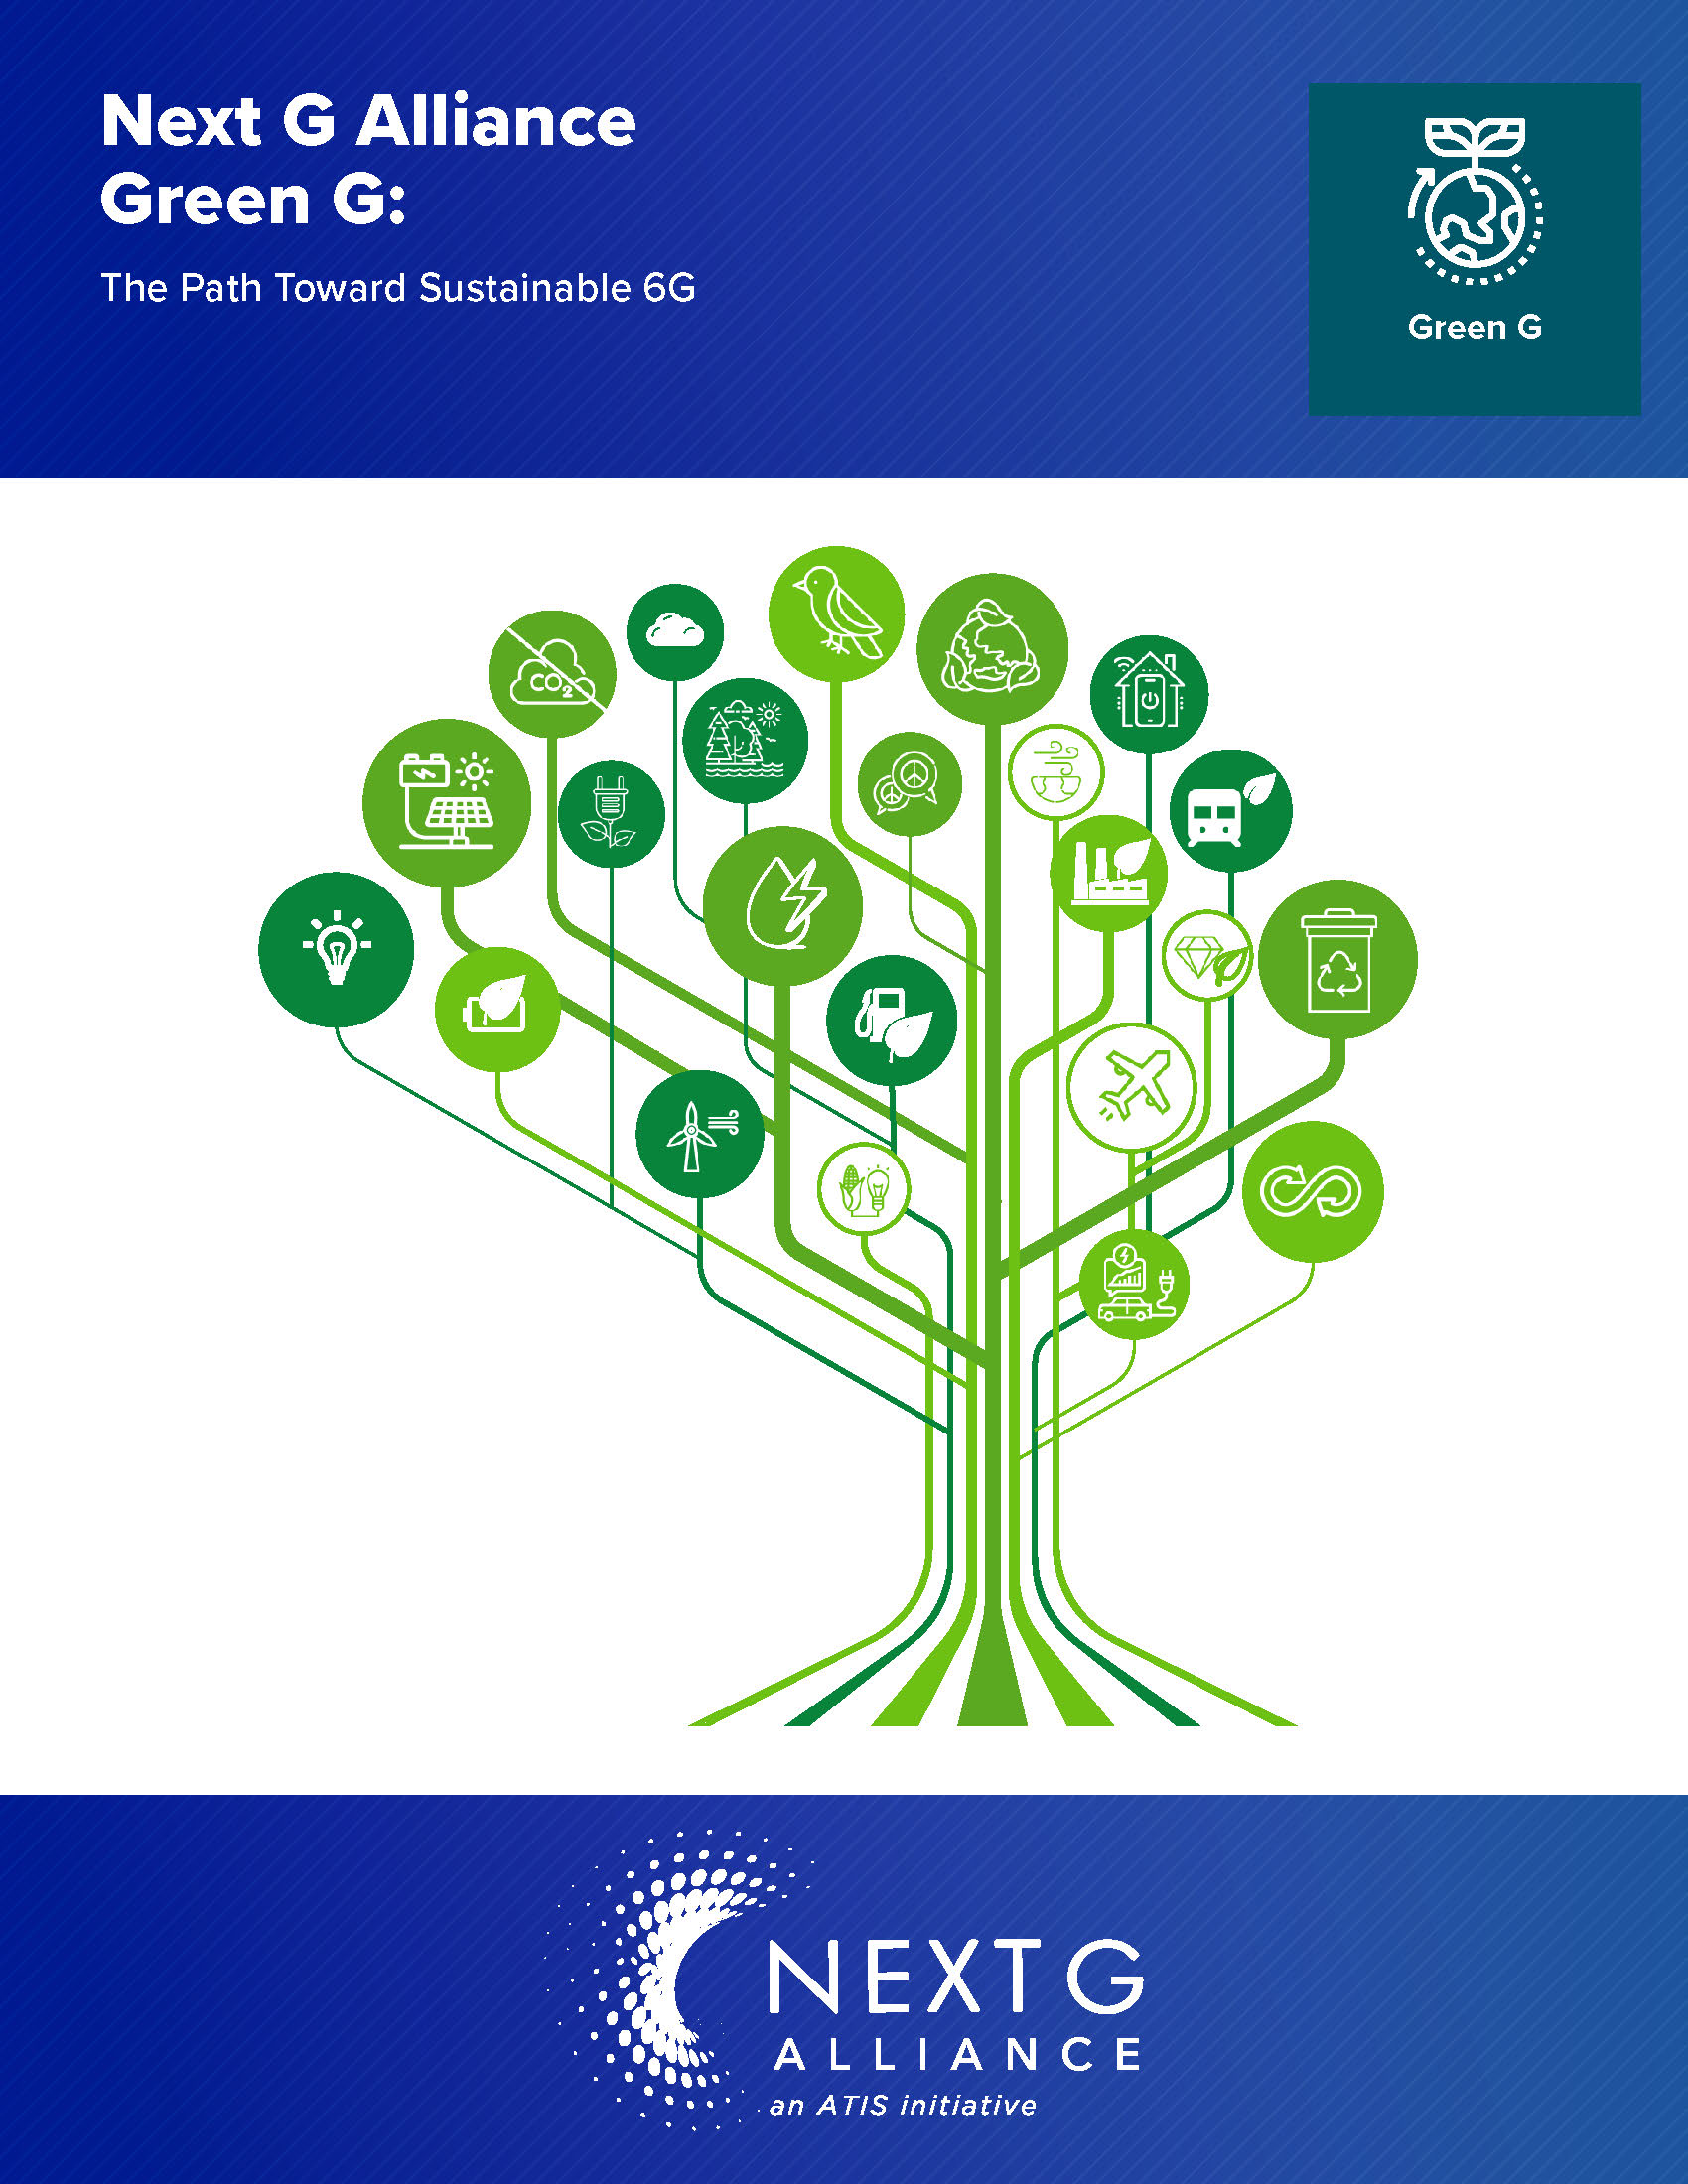 Next G Alliance
Green G:
The Path Toward Sustainable 6G
Green G
CO2
NEXT G
ALLIANCE
an ATIS initiative